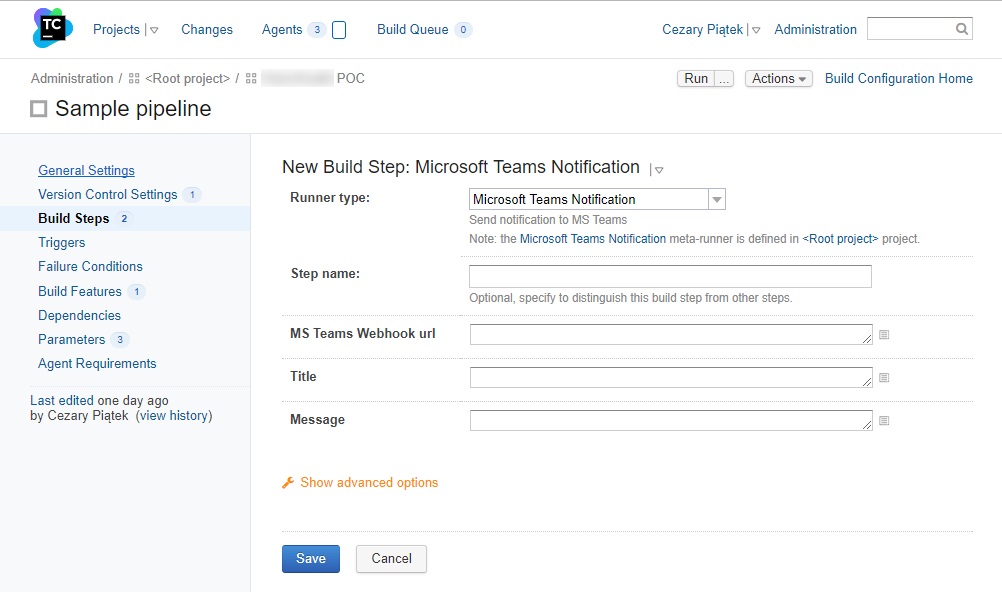 TC
Projects Changes Agents 3 Build Queue 0 Cezary Piątek Administration
Administration / <Root project> / POC Run ... Actions Build Configuration Home
Sample pipeline
General Settings
Version Control Settings 1
Build Steps 2
Triggers
Failure Conditions
Build Features 1
Dependencies
Parameters 3
Agent Requirements
Last edited one day ago
by Cezary Piątek (view history)
New Build Step: Microsoft Teams Notification
Runner type: Microsoft Teams Notification
Send notification to MS Teams
Note: the Microsoft Teams Notification meta-runner is defined in <Root project> project.
Step name:
Optional, specify to distinguish this build step from other steps.
MS Teams Webhook url
Title
Message
Show advanced options
Save Cancel